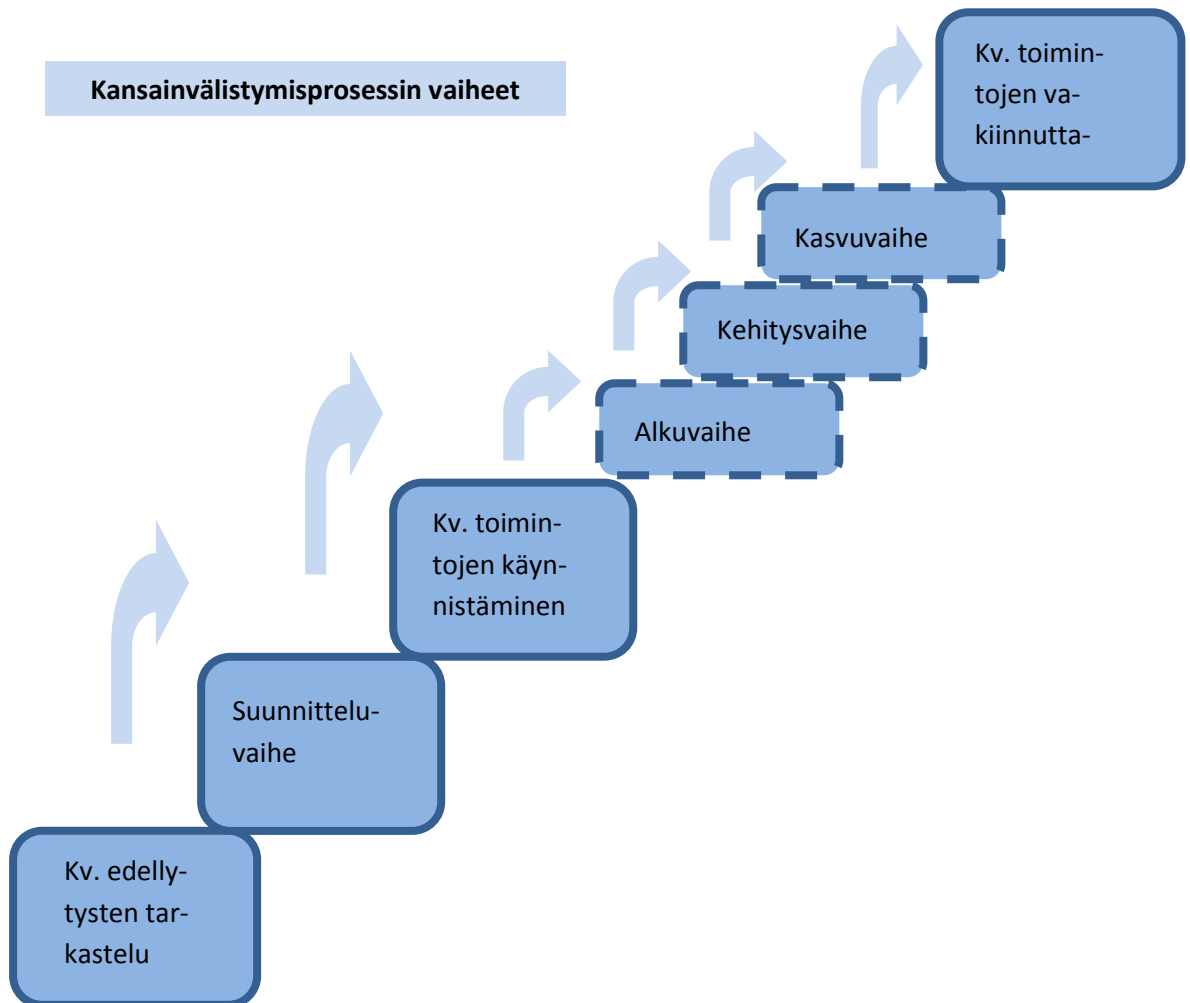 Kansainvälistymisprosessin vaiheet
Kv. toimin-
tojen va-
kiinnutta-
Kasvuvaihe
Kehitysvaihe
Alkuvaihe
Kv. toimin-
tojen käyn-
nistäminen
Suunnittelu-
vaihe
Kv. edelly-
tysten tar-
kastelu